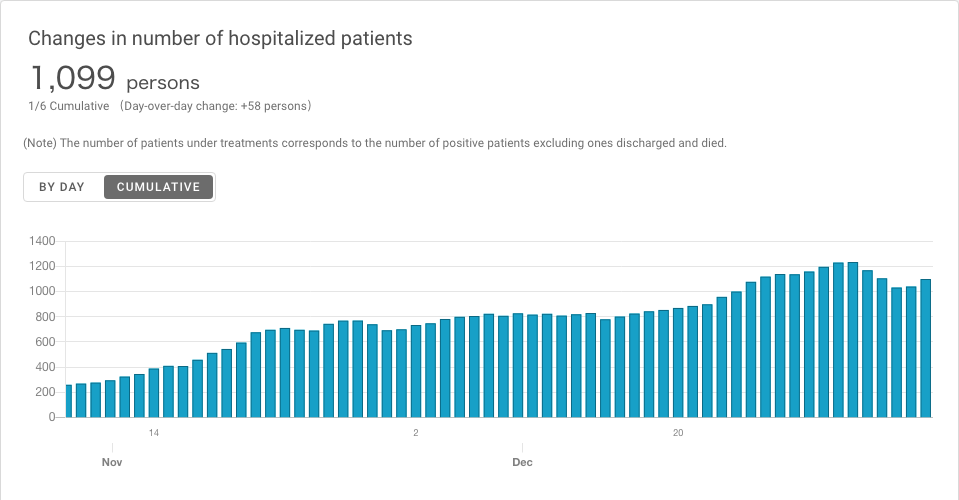 Changes in number of hospitalized patients
1,099 persons
1/6 Cumulative (Day-over-day change: +58 persons)
(Note) The number of patients under treatments corresponds to the number of positive patients excluding ones discharged and died.
BY DAY CUMULATIVE
1400
1200
1000
800
600
400
200
0
14 2 20
Nov Dec